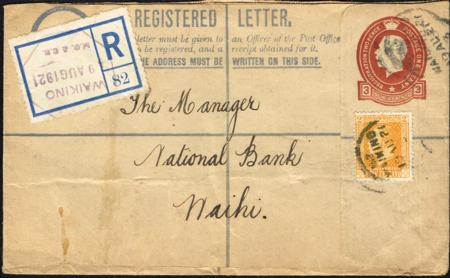 REGISTERED LETTER.
letter must be given to an Officer of the Post Office
to be registered, and a receipt obtained for it.
THE ADDRESS MUST BE WRITTEN ON THIS SIDE.
WAIKINO
9 AUG 1921
M.O. & S.B.
R
82
3
3
The Manager
National Bank
Waihi.